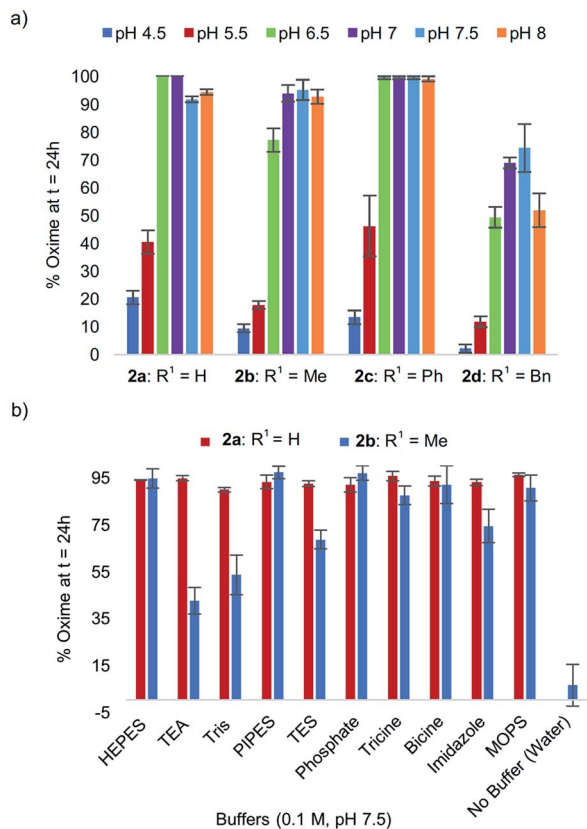 a)
pH 4.5 pH 5.5 pH 6.5 pH 7 pH 7.5 pH 8
% Oxime at t = 24h
100
90
80
70
60
50
40
30
20
10
0
2a: R¹ = H 2b: R¹ = Me 2c: R¹ = Ph 2d: R¹ = Bn
b)
2a: R¹ = H 2b: R¹ = Me
% Oxime at t = 24h
95
75
55
35
15
-5
HEPES TEA Tris PIPES TES Phosphate Tricine Bicine Imidazole MOPS No Buffer (Water)
Buffers (0.1 M, pH 7.5)